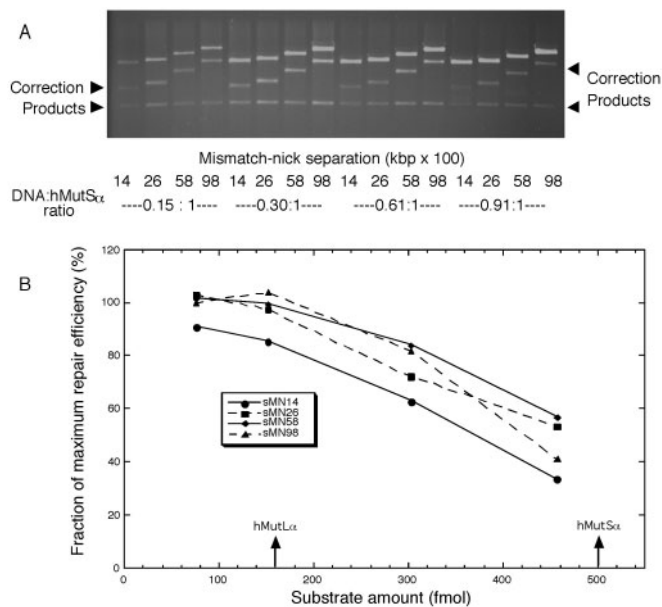 A
Correction
Products
Correction
Products
Mismatch-nick separation (kbp x 100)
14 26 58 98 14 26 58 98 14 26 58 98 14 26 58 98
DNA:hMutSα
ratio
----0.15 : 1---- ----0.30:1---- ----0.61:1---- ----0.91:1----
B
Fraction of maximum repair efficiency (%)
120
100
80
60
40
20
0
sMN14
sMN26
sMN58
sMN98
hMutLα
hMutSα
0 100 200 300 400 500
Substrate amount (fmol)